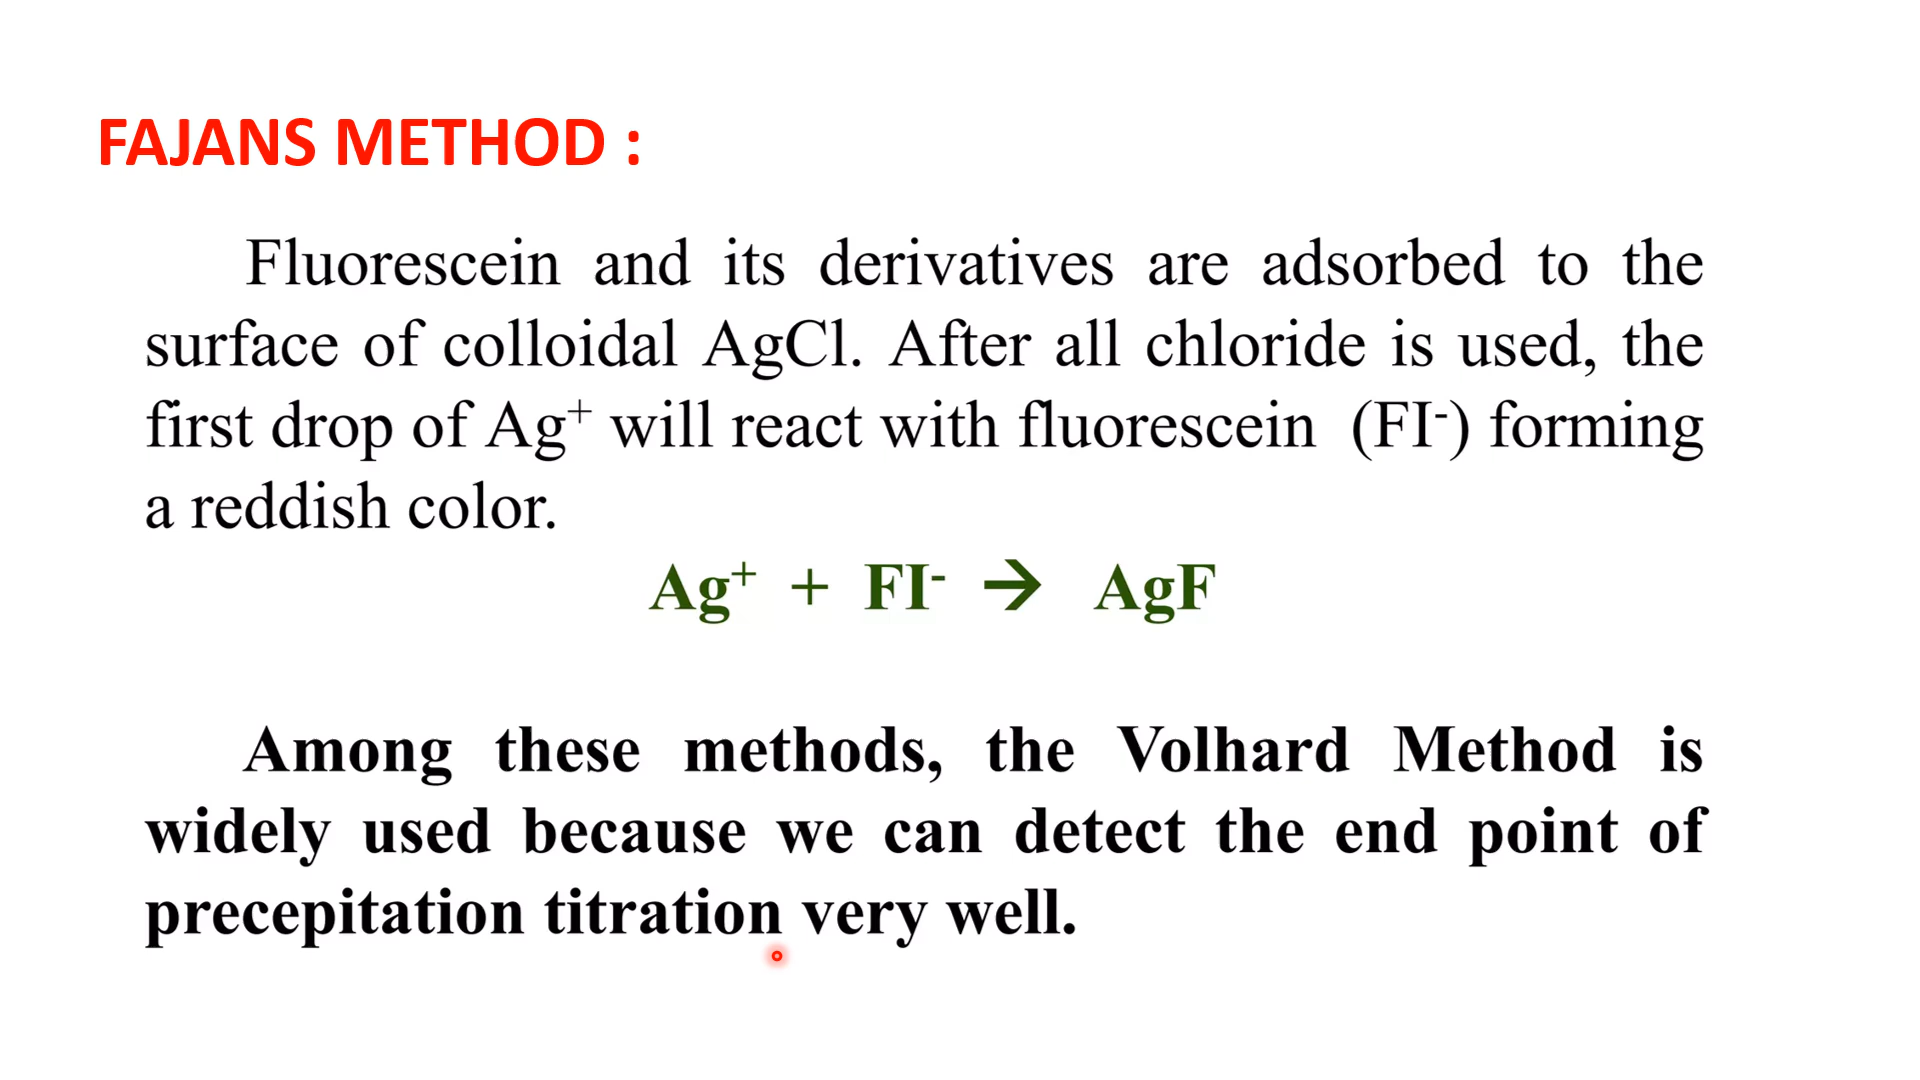 FAJANS METHOD :
Fluorescein and its derivatives are adsorbed to the
surface of colloidal AgCl. After all chloride is used, the
first drop of Ag⁺ will react with fluorescein (FI⁻) forming
a reddish color.
Ag⁺ + FI⁻ → AgF
Among these methods, the Volhard Method is
widely used because we can detect the end point of
precepitation titration very well.